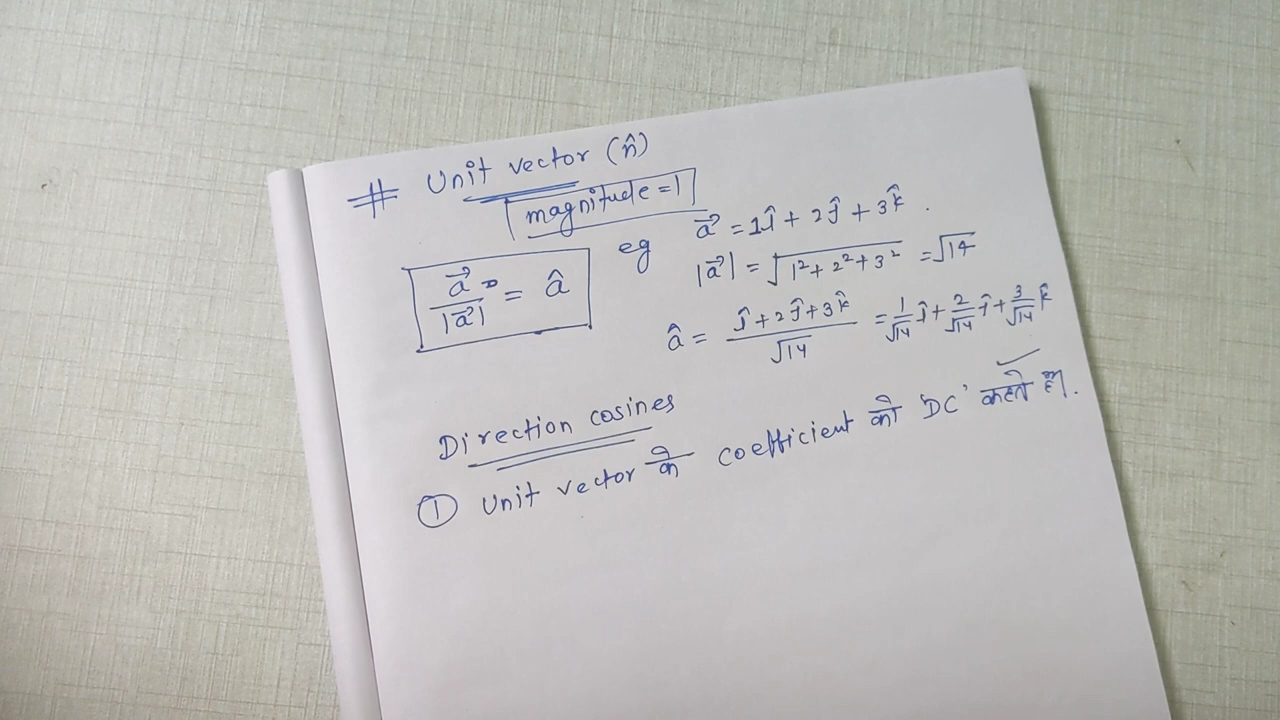 # Unit vector (n̂)
magnitude = 1
a⃗ / |a⃗| = â
eg a⃗ = 1î + 2ĵ + 3k̂ .
|a⃗| = √1² + 2² + 3² = √14
â = î + 2ĵ + 3k̂ / √14 = 1/√14 î + 2/√14 ĵ + 3/√14 k̂
Direction cosines
① Unit vector के coefficient को 'DC' कहते है।.